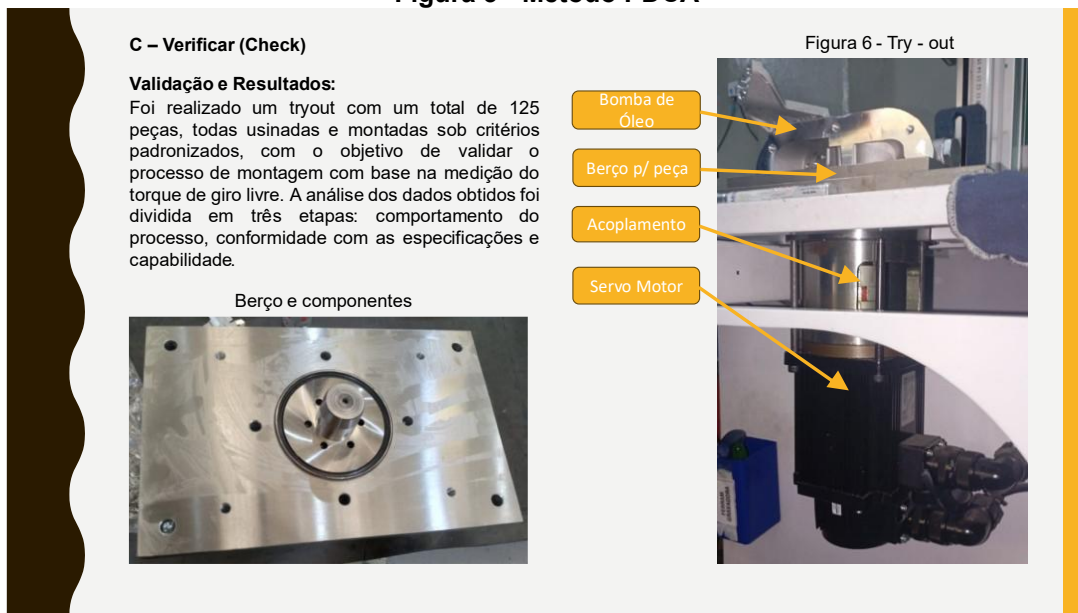 Figura 5 - Método PDCA
C – Verificar (Check)
Validação e Resultados:
Foi realizado um tryout com um total de 125
peças, todas usinadas e montadas sob critérios
padronizados, com o objetivo de validar o
processo de montagem com base na medição do
torque de giro livre. A análise dos dados obtidos foi
dividida em três etapas: comportamento do
processo, conformidade com as especificações e
capabilidade.
Berço e componentes
Figura 6 - Try - out
Bomba de
Óleo
Berço p/ peça
Acoplamento
Servo Motor